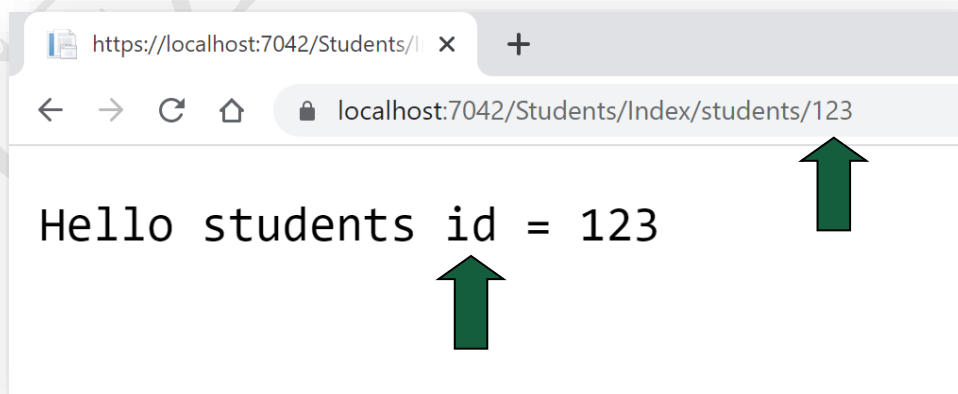 https://localhost:7042/Students/I
localhost:7042/Students/Index/students/123
Hello students id = 123